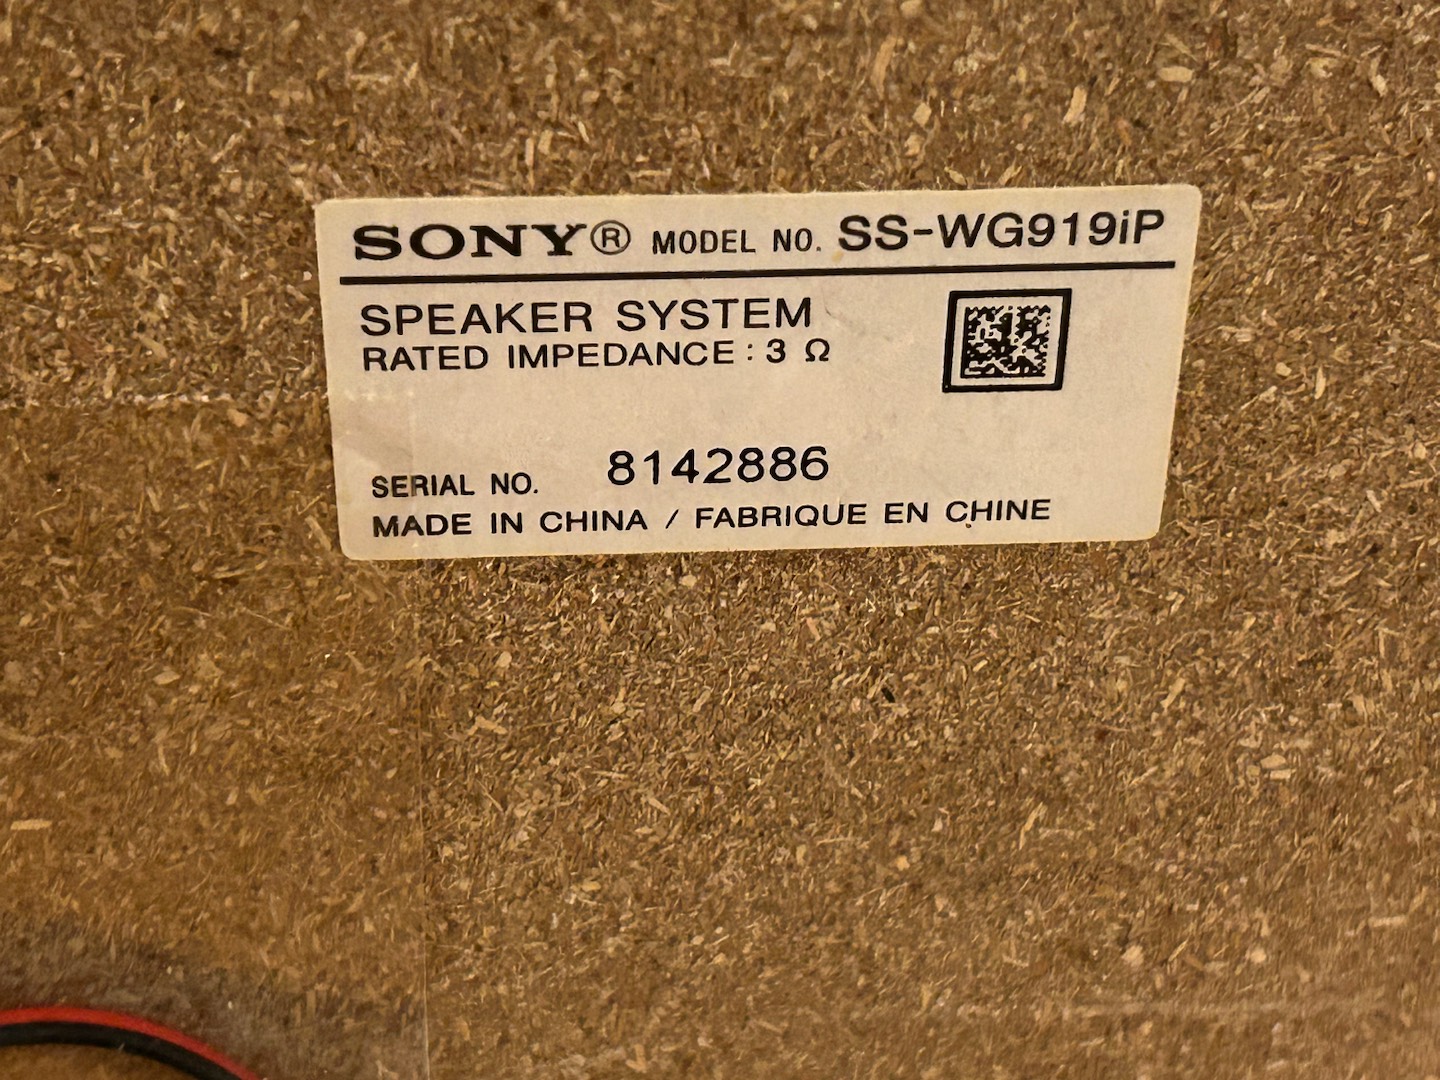 SONY® MODEL NO. SS-WG919iP
SPEAKER SYSTEM
RATED IMPEDANCE : 3 Ω
SERIAL NO. 8142886
MADE IN CHINA / FABRIQUE EN CHINE